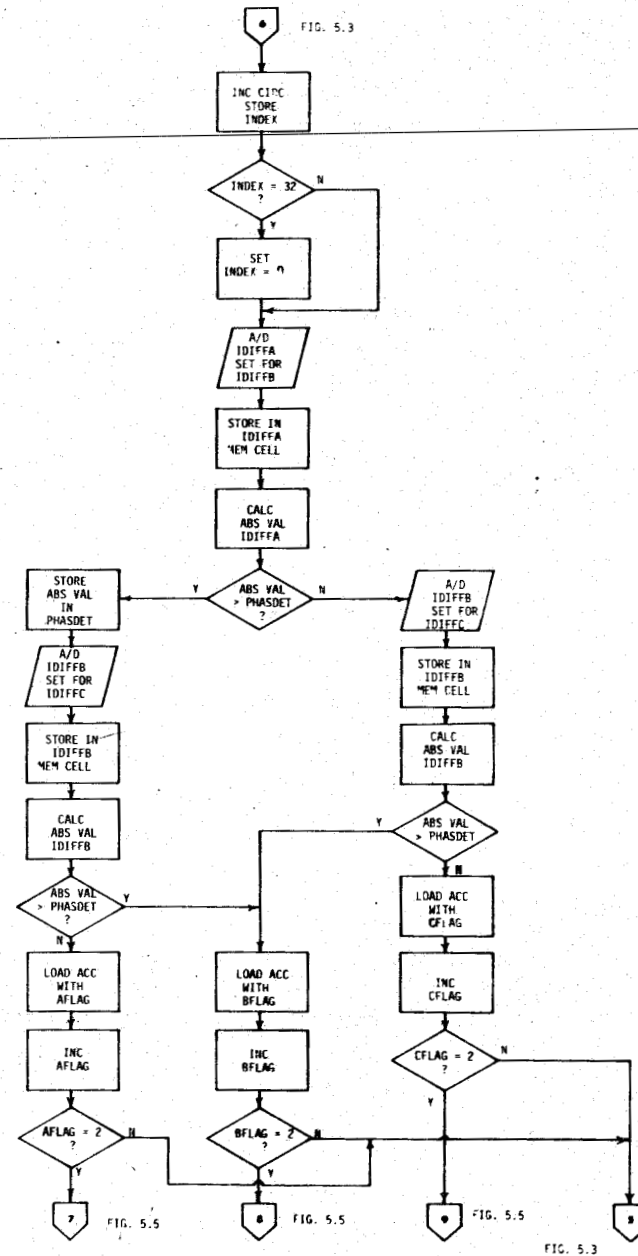 6
FIG. 5.3
INC CIRC
STORE
INDEX
INDEX = 32
?
N
Y
SET
INDEX = 0
A/D
IDIFFA
SET FOR
IDIFFB
STORE IN
IDIFFA
MEM CELL
CALC
ABS VAL
IDIFFA
ABS VAL
> PHASDET
?
Y
N
STORE
ABS VAL
IN
PHASDET
A/D
IDIFFB
SET FOR
IDIFFC
STORE IN
IDIFFB
MEM CELL
CALC
ABS VAL
IDIFFB
ABS VAL
> PHASDET
?
Y
N
LOAD ACC
WITH
AFLAG
INC
AFLAG
AFLAG = 2
?
N
Y
7
FIG. 5.5
LOAD ACC
WITH
BFLAG
INC
BFLAG
BFLAG = 2
?
N
Y
8
FIG. 5.5
A/D
IDIFFB
SET FOR
IDIFFC
STORE IN
IDIFFB
MEM CELL
CALC
ABS VAL
IDIFFB
ABS VAL
> PHASDET
Y
N
LOAD ACC
WITH
CFLAG
INC
CFLAG
CFLAG = 2
?
N
Y
9
FIG. 5.5
FIG. 5.3